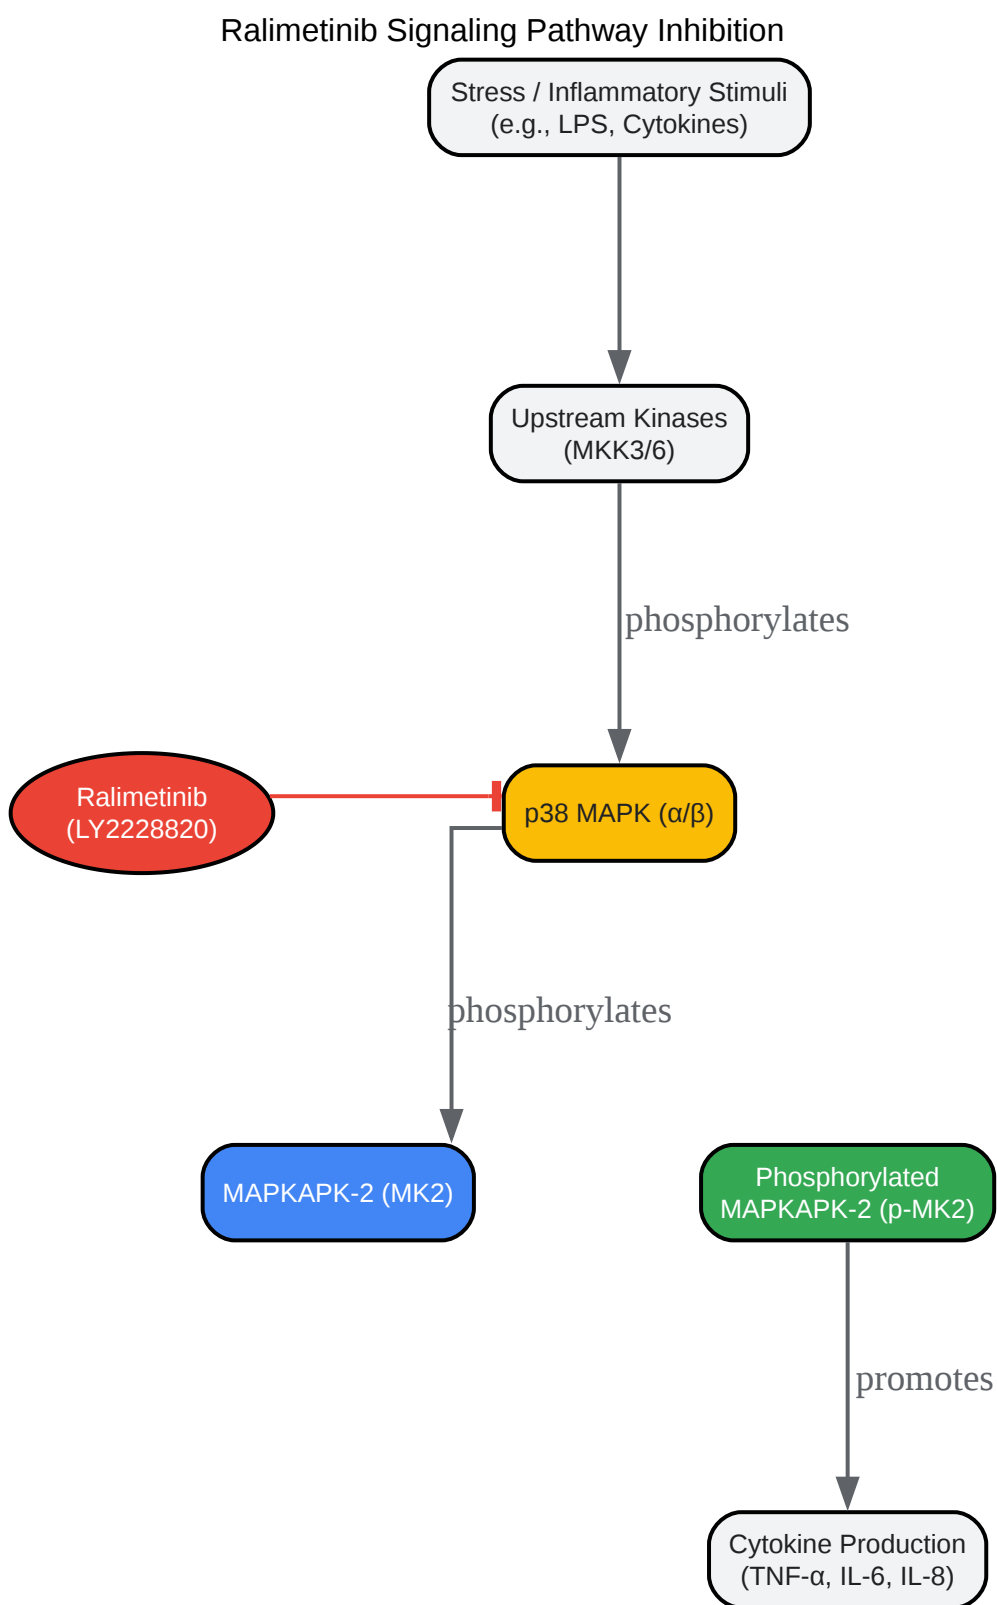 Ralimetinib Signaling Pathway Inhibition
Stress / Inflammatory Stimuli
(e.g., LPS, Cytokines)
Upstream Kinases
(MKK3/6)
phosphorylates
Ralimetinib
(LY2228820)
p38 MAPK (α/β)
phosphorylates
MAPKAPK-2 (MK2)
Phosphorylated
MAPKAPK-2 (p-MK2)
promotes
Cytokine Production
(TNF-α, IL-6, IL-8)